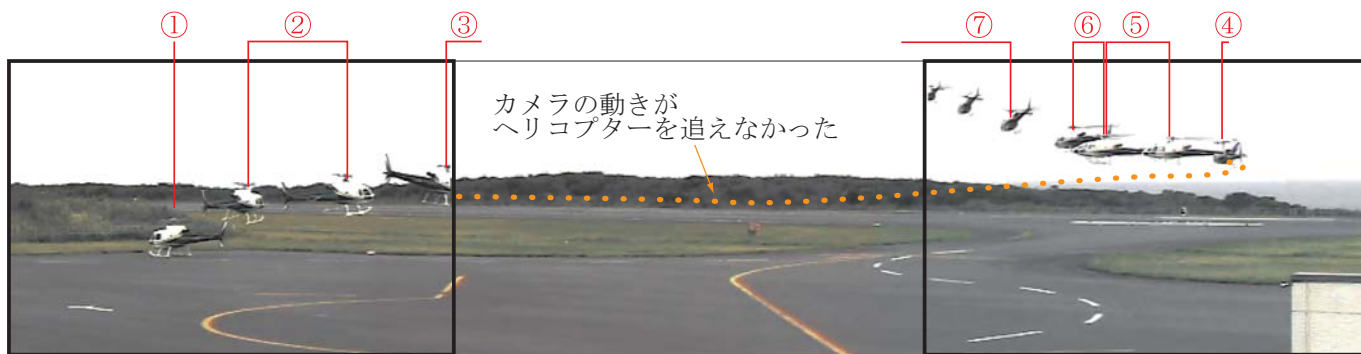 ① ② ③ ⑦ ⑥ ⑤ ④
カメラの動きが
ヘリコプターを追えなかった